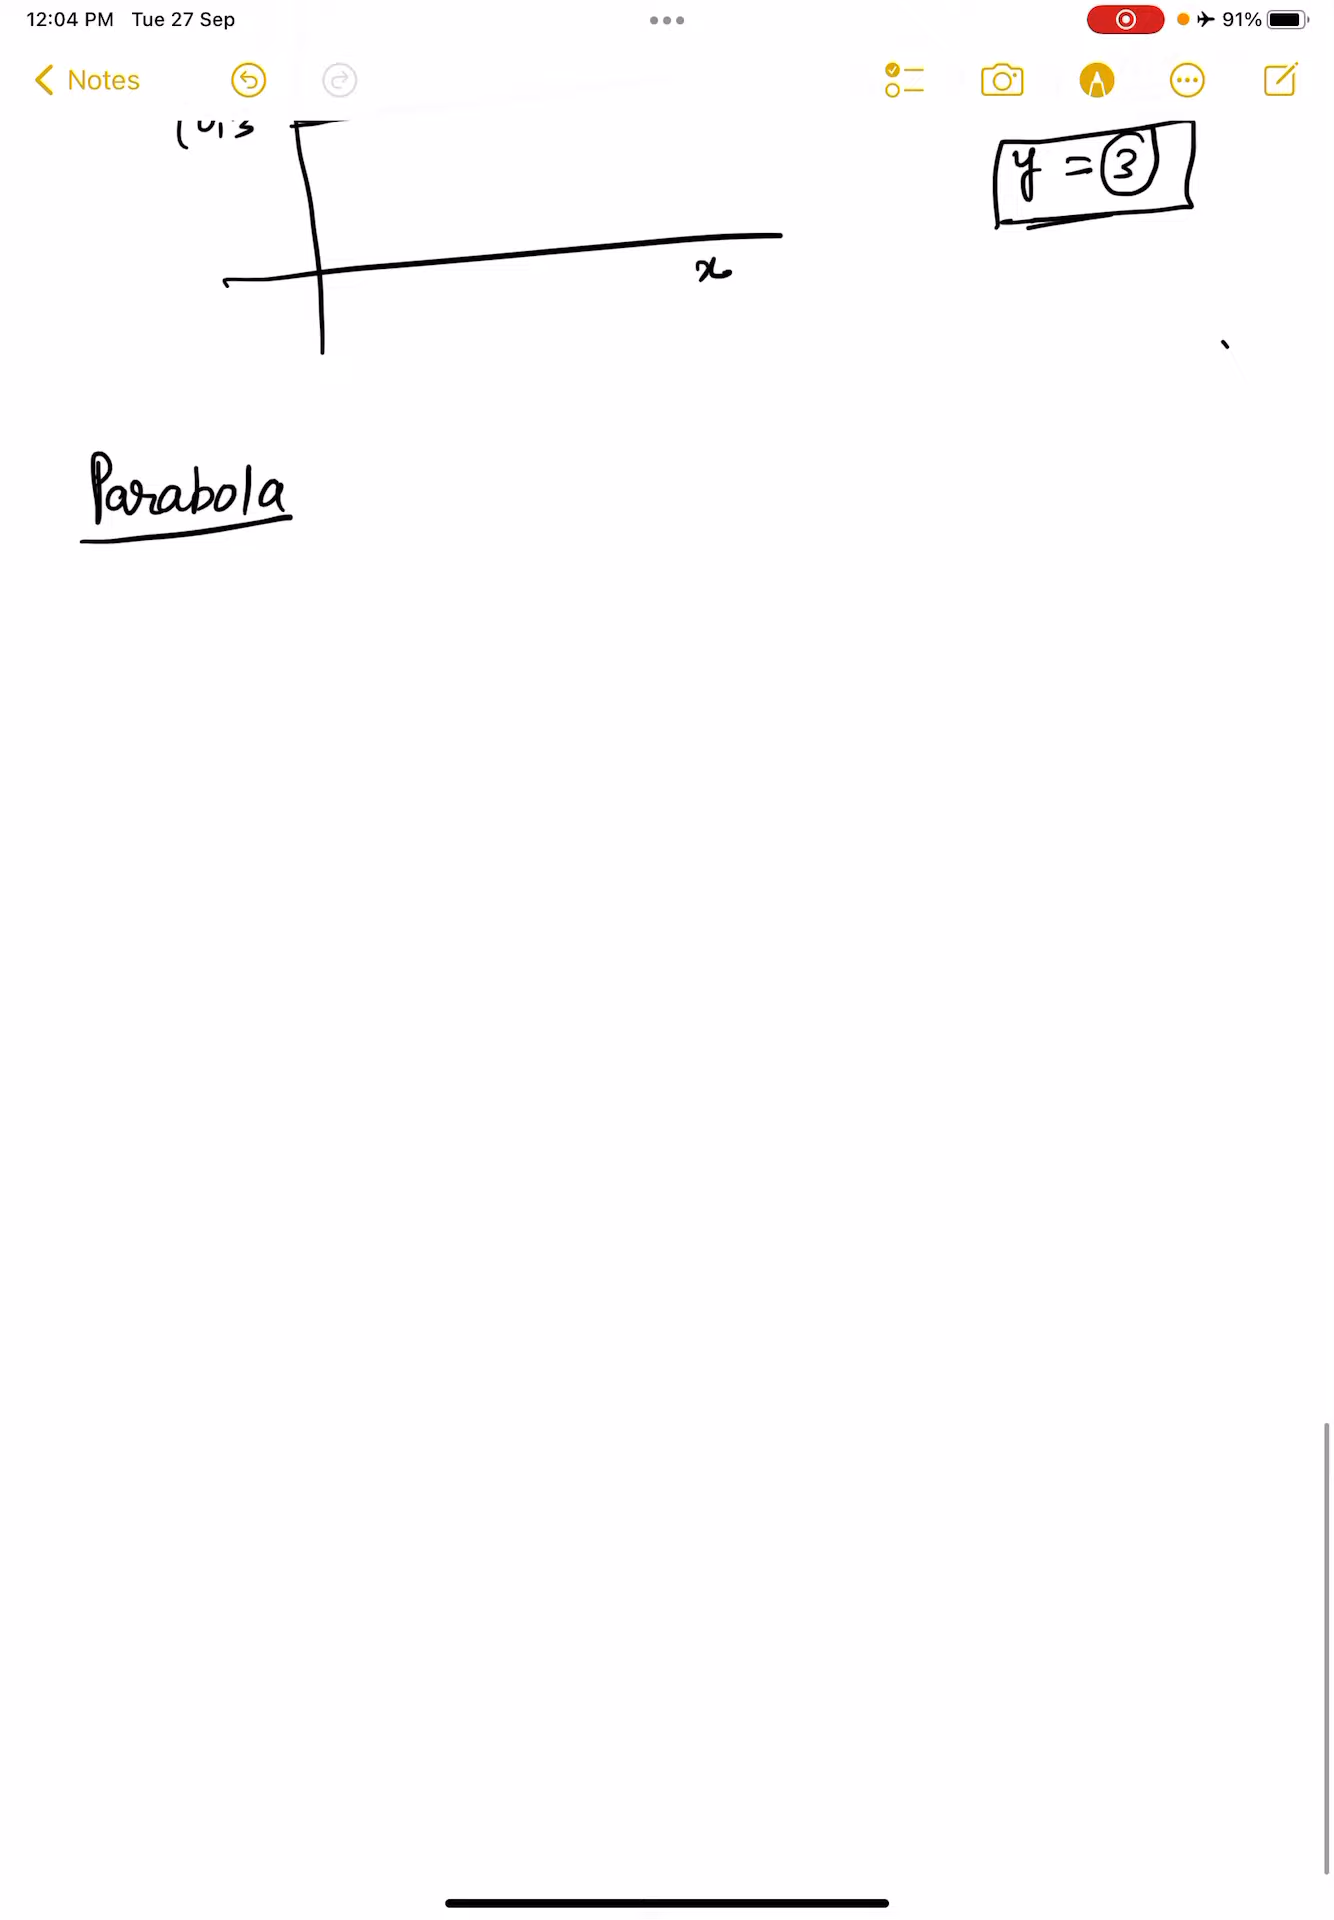 12:04 PM Tue 27 Sep
91%
Notes
y = 3
x
Parabola